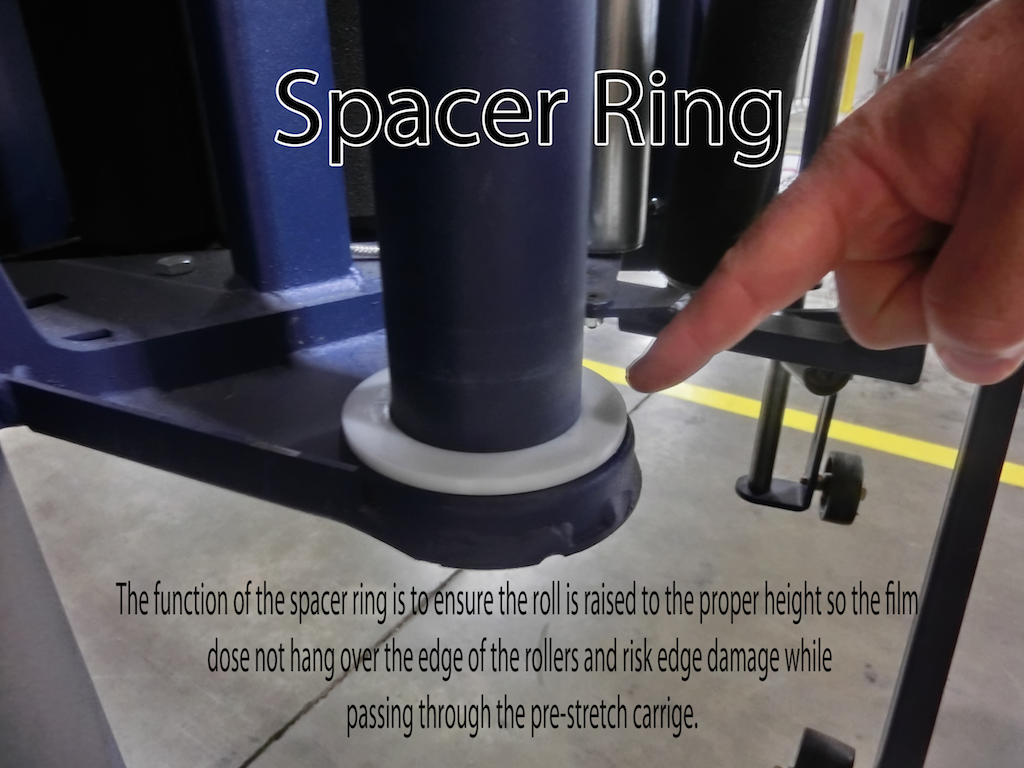 Spacer Ring
The function of the spacer ring is to ensure the roll is raised to the proper height so the film
dose not hang over the edge of the rollers and risk edge damage while
passing through the pre-stretch carrige.